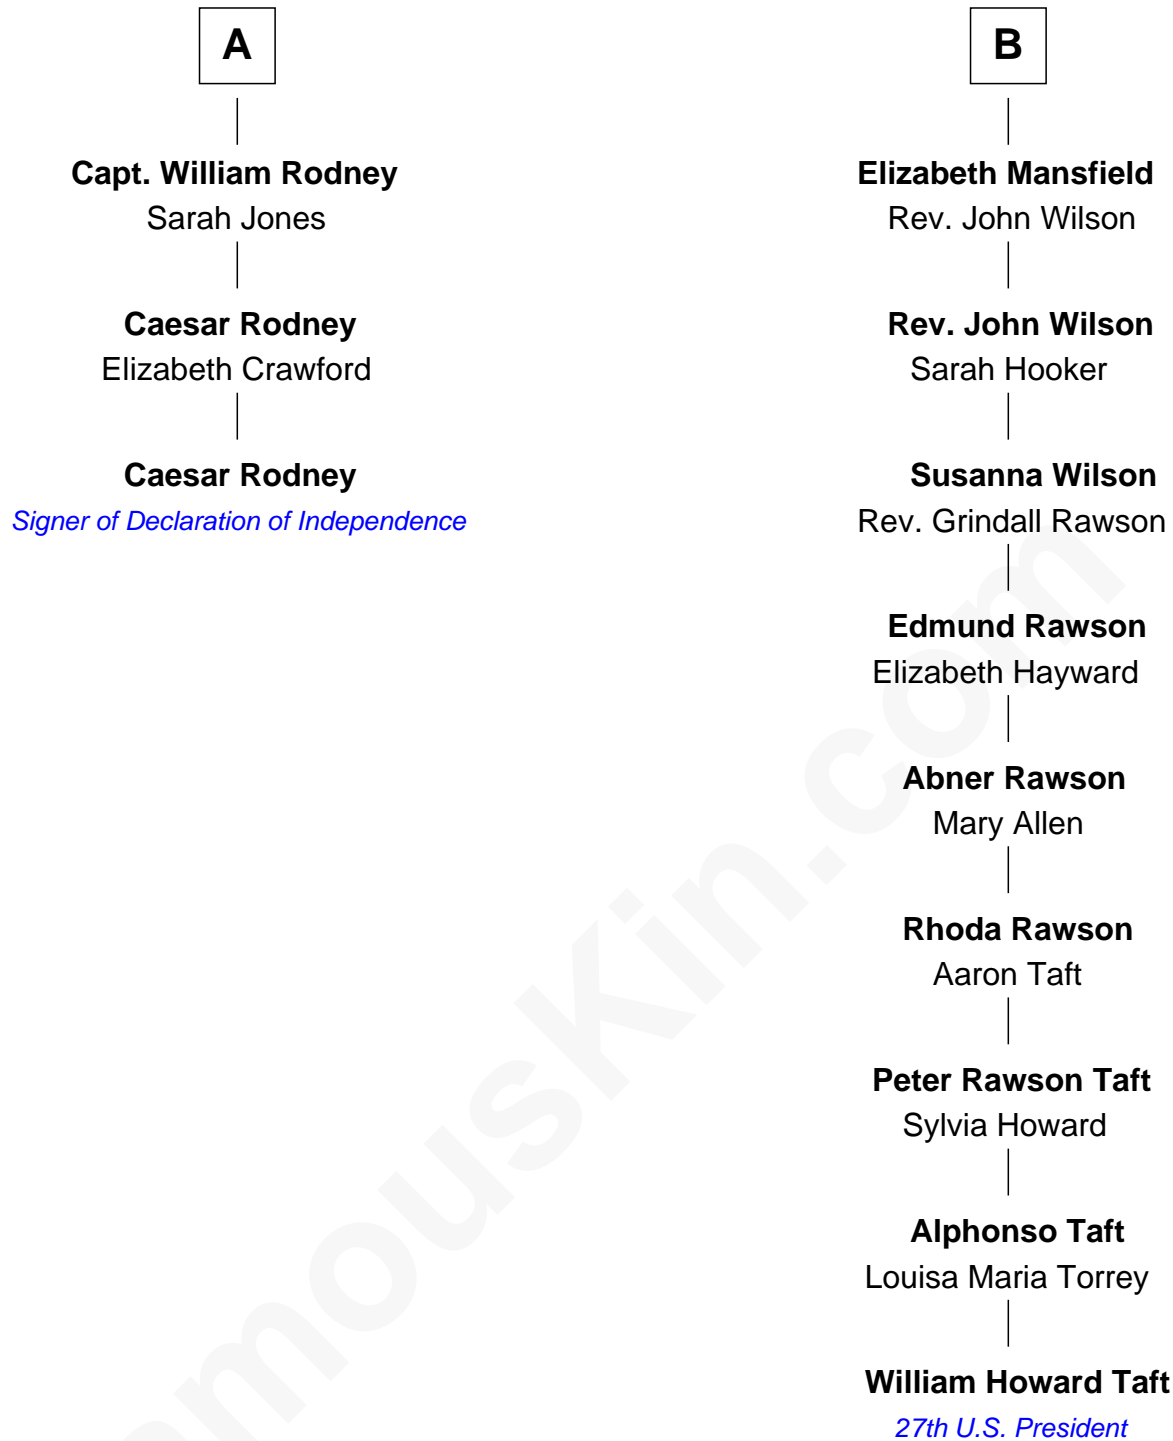 A
Capt. William Rodney
Sarah Jones
Caesar Rodney
Elizabeth Crawford
Caesar Rodney
Signer of Declaration of Independence
B
Elizabeth Mansfield
Rev. John Wilson
Rev. John Wilson
Sarah Hooker
Susanna Wilson
Rev. Grindall Rawson
Edmund Rawson
Elizabeth Hayward
Abner Rawson
Mary Allen
Rhoda Rawson
Aaron Taft
Peter Rawson Taft
Sylvia Howard
Alphonso Taft
Louisa Maria Torrey
William Howard Taft
27th U.S. President
amousKin.com